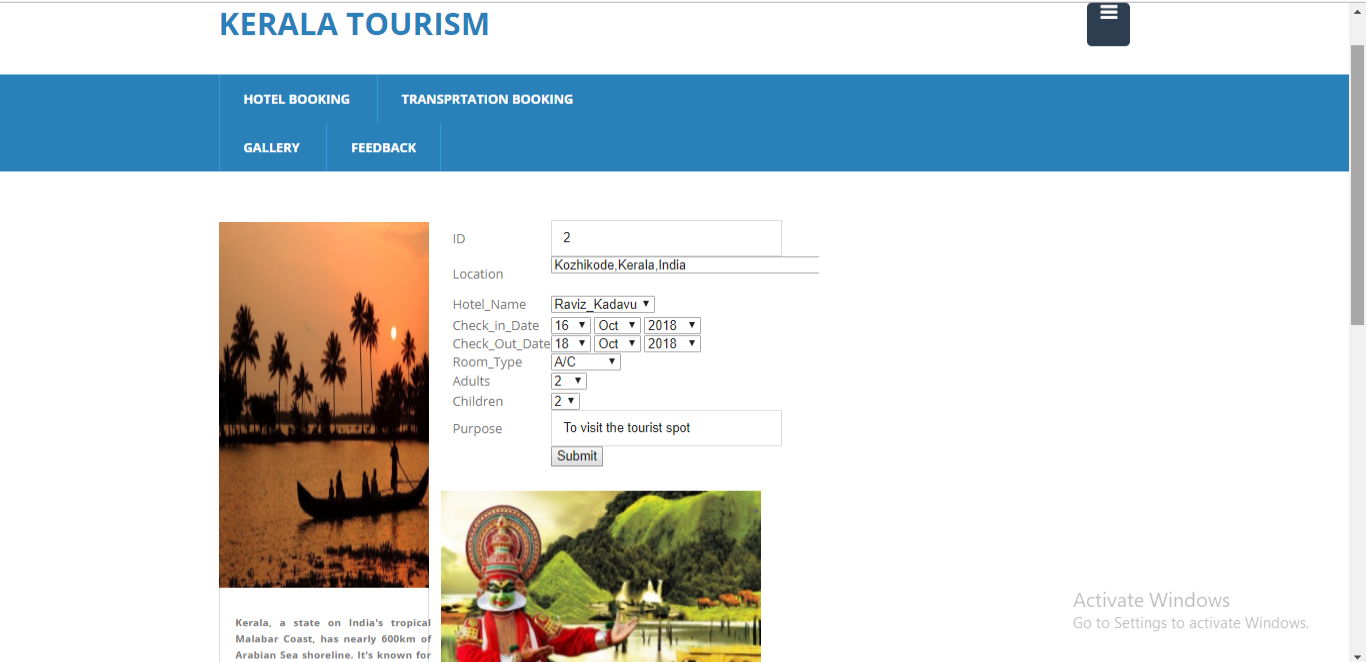 KERALA TOURISM
HOTEL BOOKING
TRANSPRTATION BOOKING
GALLERY
FEEDBACK
ID 2
Location Kozhikode,Kerala,India
Hotel_Name Raviz_Kadavu
Check_in_Date 16 Oct 2018
Check_Out_Date 18 Oct 2018
Room_Type A/C
Adults 2
Children 2
Purpose To visit the tourist spot
Submit
Kerala, a state on India's tropical
Malabar Coast, has nearly 600km of
Arabian Sea shoreline. It's known for
Activate Windows
Go to Settings to activate Windows.